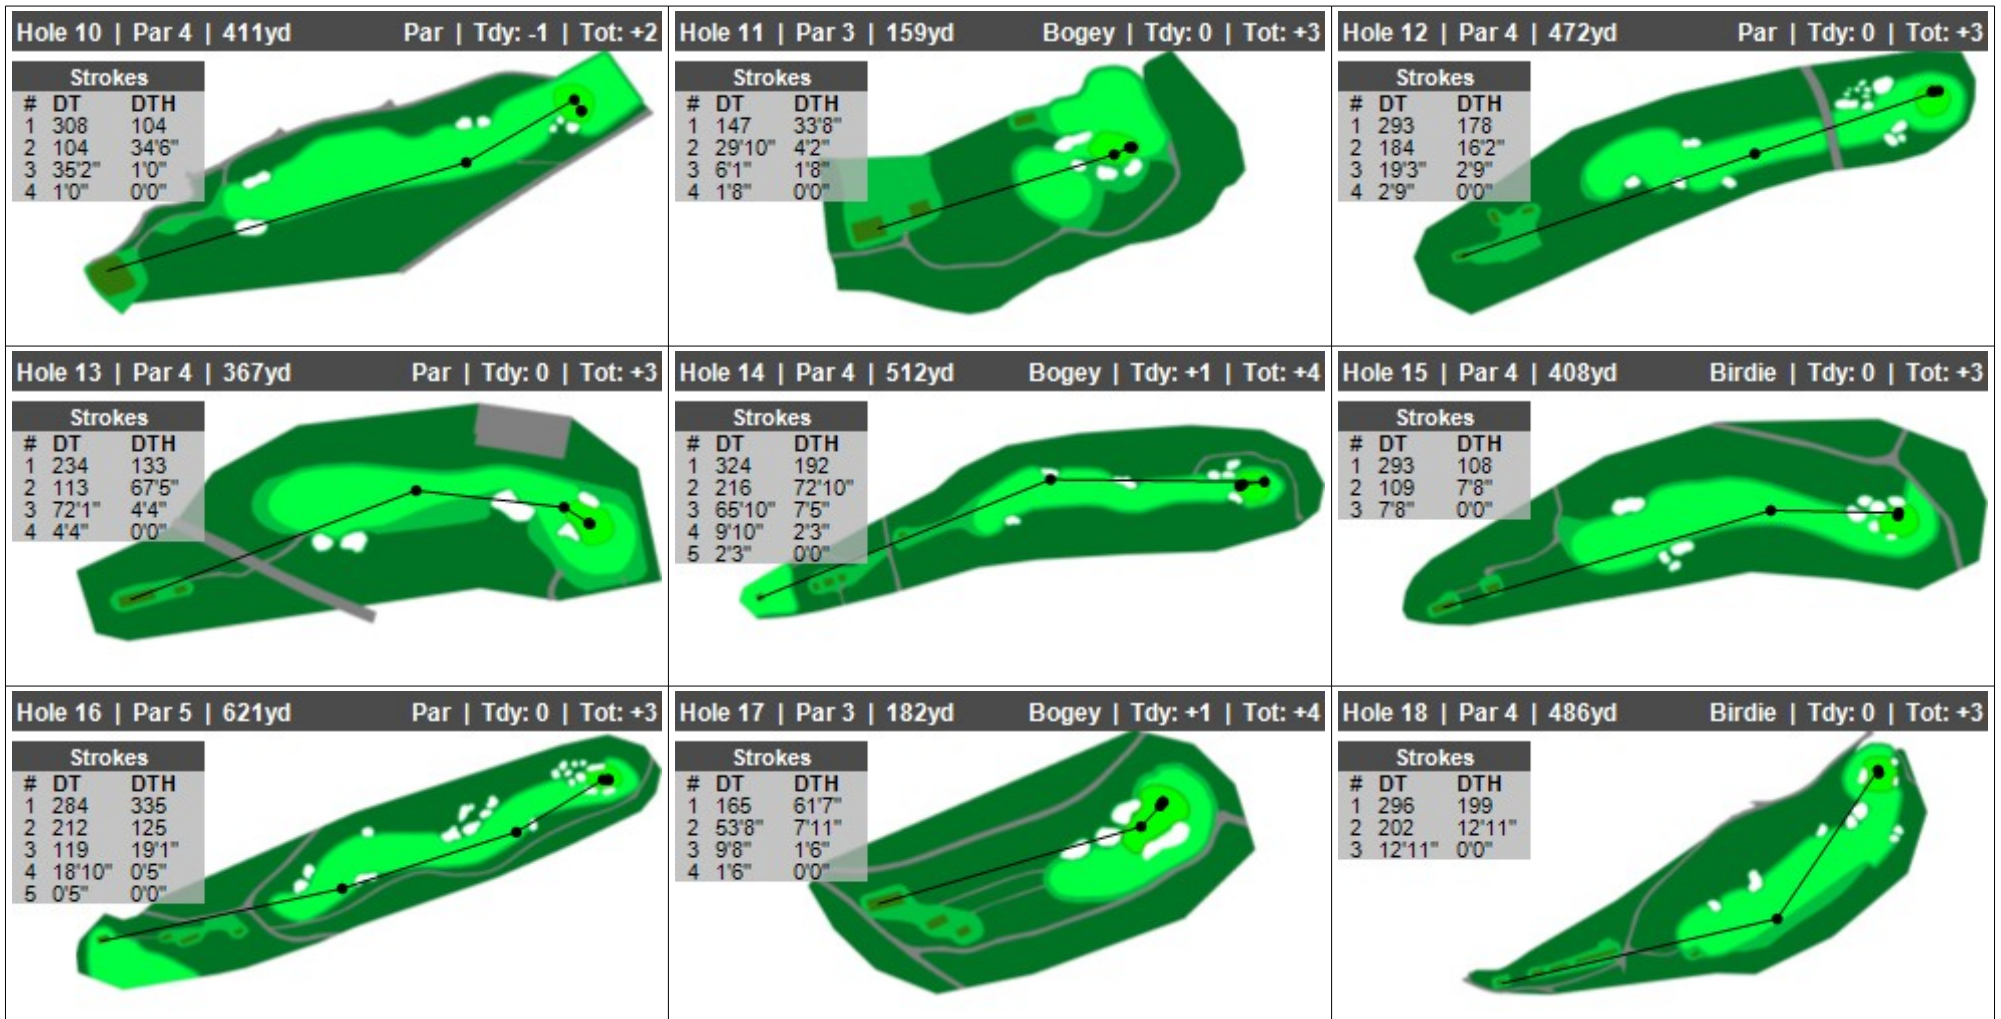 Hole 10 | Par 4 | 411yd Par | Tdy: -1 | Tot: +2
Strokes
# DT DTH
1 308 104
2 104 34'6"
3 35'2" 1'0"
4 1'0" 0'0"
Hole 11 | Par 3 | 159yd Bogey | Tdy: 0 | Tot: +3
Strokes
# DT DTH
1 147 33'8"
2 29'10" 4'2"
3 6'1" 1'8"
4 1'8" 0'0"
Hole 12 | Par 4 | 472yd Par | Tdy: 0 | Tot: +3
Strokes
# DT DTH
1 293 178
2 184 16'2"
3 19'3" 2'9"
4 2'9" 0'0"
Hole 13 | Par 4 | 367yd Par | Tdy: 0 | Tot: +3
Strokes
# DT DTH
1 234 133
2 113 67'5"
3 72'1" 4'4"
4 4'4" 0'0"
Hole 14 | Par 4 | 512yd Bogey | Tdy: +1 | Tot: +4
Strokes
# DT DTH
1 324 192
2 216 72'10"
3 65'10" 7'5"
4 9'10" 2'3"
5 2'3" 0'0"
Hole 15 | Par 4 | 408yd Birdie | Tdy: 0 | Tot: +3
Strokes
# DT DTH
1 293 108
2 109 7'8"
3 7'8" 0'0"
Hole 16 | Par 5 | 621yd Par | Tdy: 0 | Tot: +3
Strokes
# DT DTH
1 284 335
2 212 125
3 119 19'1"
4 18'10" 0'5"
5 0'5" 0'0"
Hole 17 | Par 3 | 182yd Bogey | Tdy: +1 | Tot: +4
Strokes
# DT DTH
1 165 61'7"
2 53'8" 7'11"
3 9'8" 1'6"
4 1'6" 0'0"
Hole 18 | Par 4 | 486yd Birdie | Tdy: 0 | Tot: +3
Strokes
# DT DTH
1 296 199
2 202 12'11"
3 12'11" 0'0"